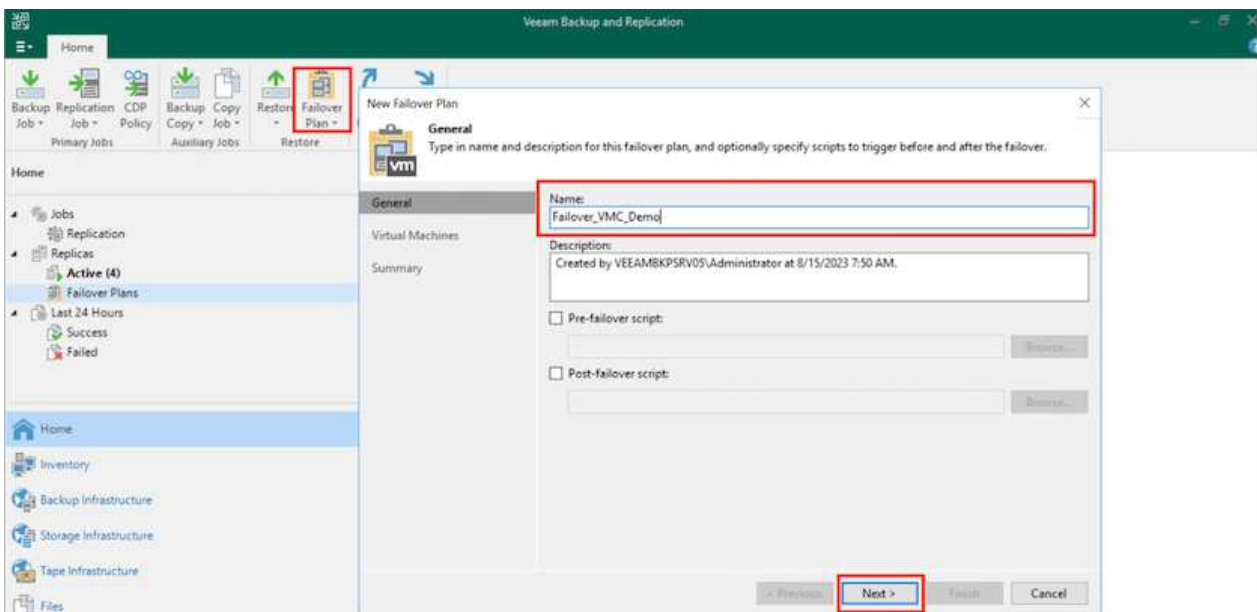 Veeam Backup and Replication
Home
Backup Job
Replication Job
CDP Policy
Backup Copy
Copy Job
Restore
Failover Plan
Primary Jobs
Auxiliary Jobs
Restore
Home
Jobs
Replication
Replicas
Active (4)
Failover Plans
Last 24 Hours
Success
Failed
Home
Inventory
Backup Infrastructure
Storage Infrastructure
Tape Infrastructure
Files
New Failover Plan
vm
General
Type in name and description for this failover plan, and optionally specify scripts to trigger before and after the failover.
General
Virtual Machines
Summary
Name:
Failover_VMC_Demo
Description:
Created by VEEAMBKPSRV05\Administrator at 8/15/2023 7:50 AM.
Pre-failover script:
Browse...
Post-failover script:
Browse...
< Previous
Next >
Finish
Cancel